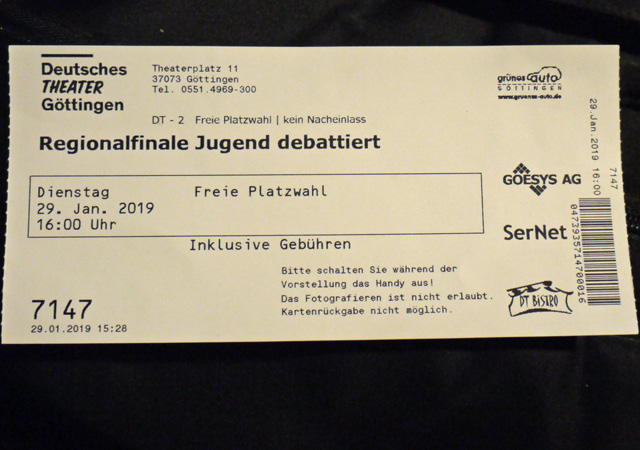 Deutsches
THEATER
Göttingen
Theaterplatz 11
37073 Göttingen
Tel. 0551.4969-300
grünes auto
GÖTTINGEN
www.gruenes-auto.de
DT - 2 Freie Platzwahl | kein Nacheinlass
Regionalfinale Jugend debattiert
Dienstag Freie Platzwahl
29. Jan. 2019
16:00 Uhr
Inklusive Gebühren
Bitte schalten Sie während der
Vorstellung das Handy aus!
Das Fotografieren ist nicht erlaubt.
Kartenrückgabe nicht möglich.
7147
29.01.2019 15:28
GOESYS AG
SerNet
DT BISTRO
29.Jan.2019 16:00
7147
0473935714700016